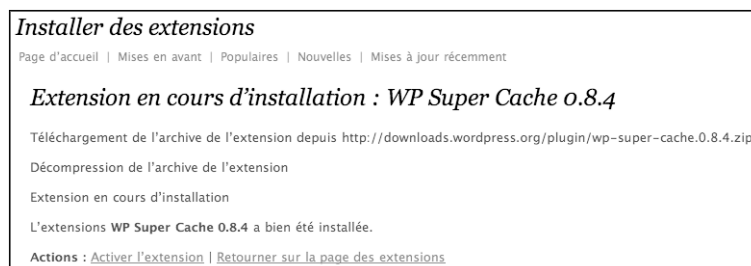 Installer des extensions
Page d'accueil | Mises en avant | Populaires | Nouvelles | Mises à jour récemment
Extension en cours d'installation : WP Super Cache 0.8.4
Téléchargement de l'archive de l'extension depuis http://downloads.wordpress.org/plugin/wp-super-cache.0.8.4.zip
Décompression de l'archive de l'extension
Extension en cours d'installation
L'extensions WP Super Cache 0.8.4 a bien été installée.
Actions : Activer l'extension | Retourner sur la page des extensions